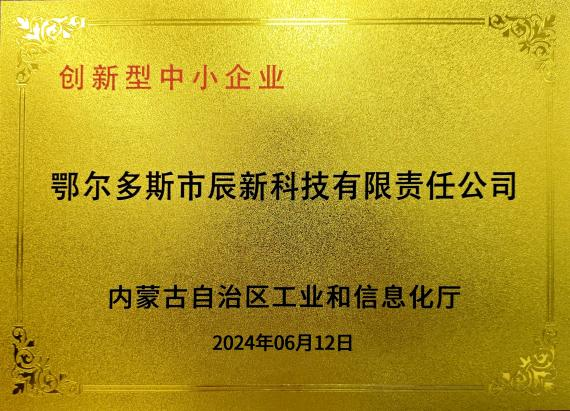 创新型中小企业
鄂尔多斯市辰新科技有限责任公司
内蒙古自治区工业和信息化厅
2024年06月12日